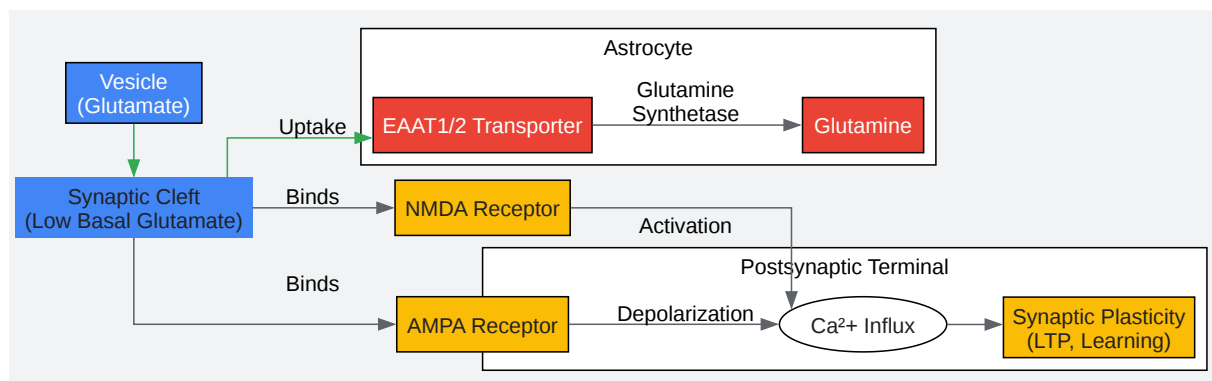 Astrocyte
Vesicle
(Glutamate)
Glutamine
Synthetase
Uptake
EAAT1/2 Transporter
Glutamine
Synaptic Cleft
(Low Basal Glutamate)
Binds
NMDA Receptor
Activation
Postsynaptic Terminal
Binds
AMPA Receptor
Depolarization
Ca²+ Influx
Synaptic Plasticity
(LTP, Learning)